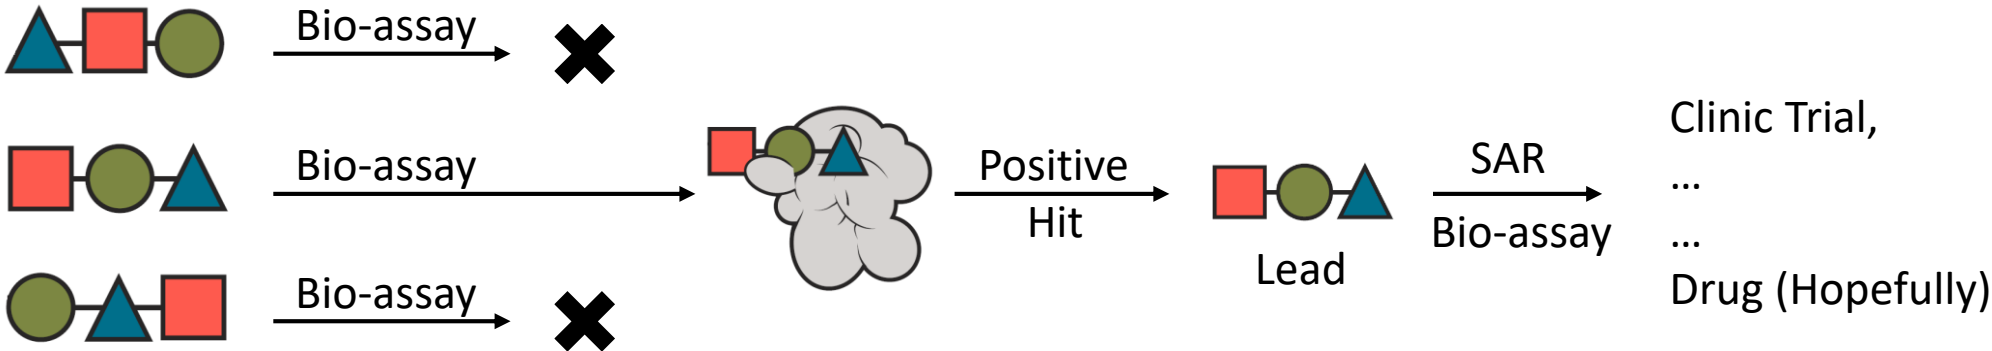 Bio-assay
Bio-assay
Bio-assay
Positive
Hit
Lead
SAR
Bio-assay
Clinic Trial,
...
...
Drug (Hopefully)